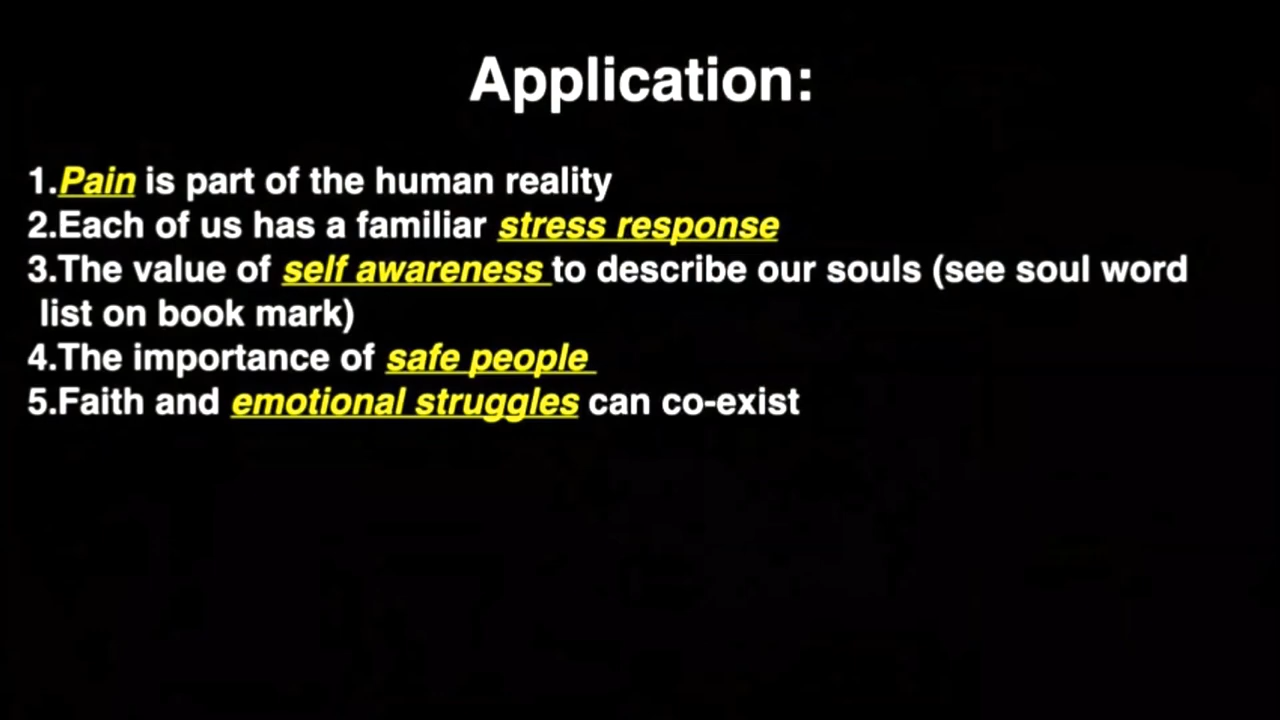 Application:
1.Pain is part of the human reality
2.Each of us has a familiar stress response
3.The value of self awareness to describe our souls (see soul word
list on book mark)
4.The importance of safe people
5.Faith and emotional struggles can co-exist